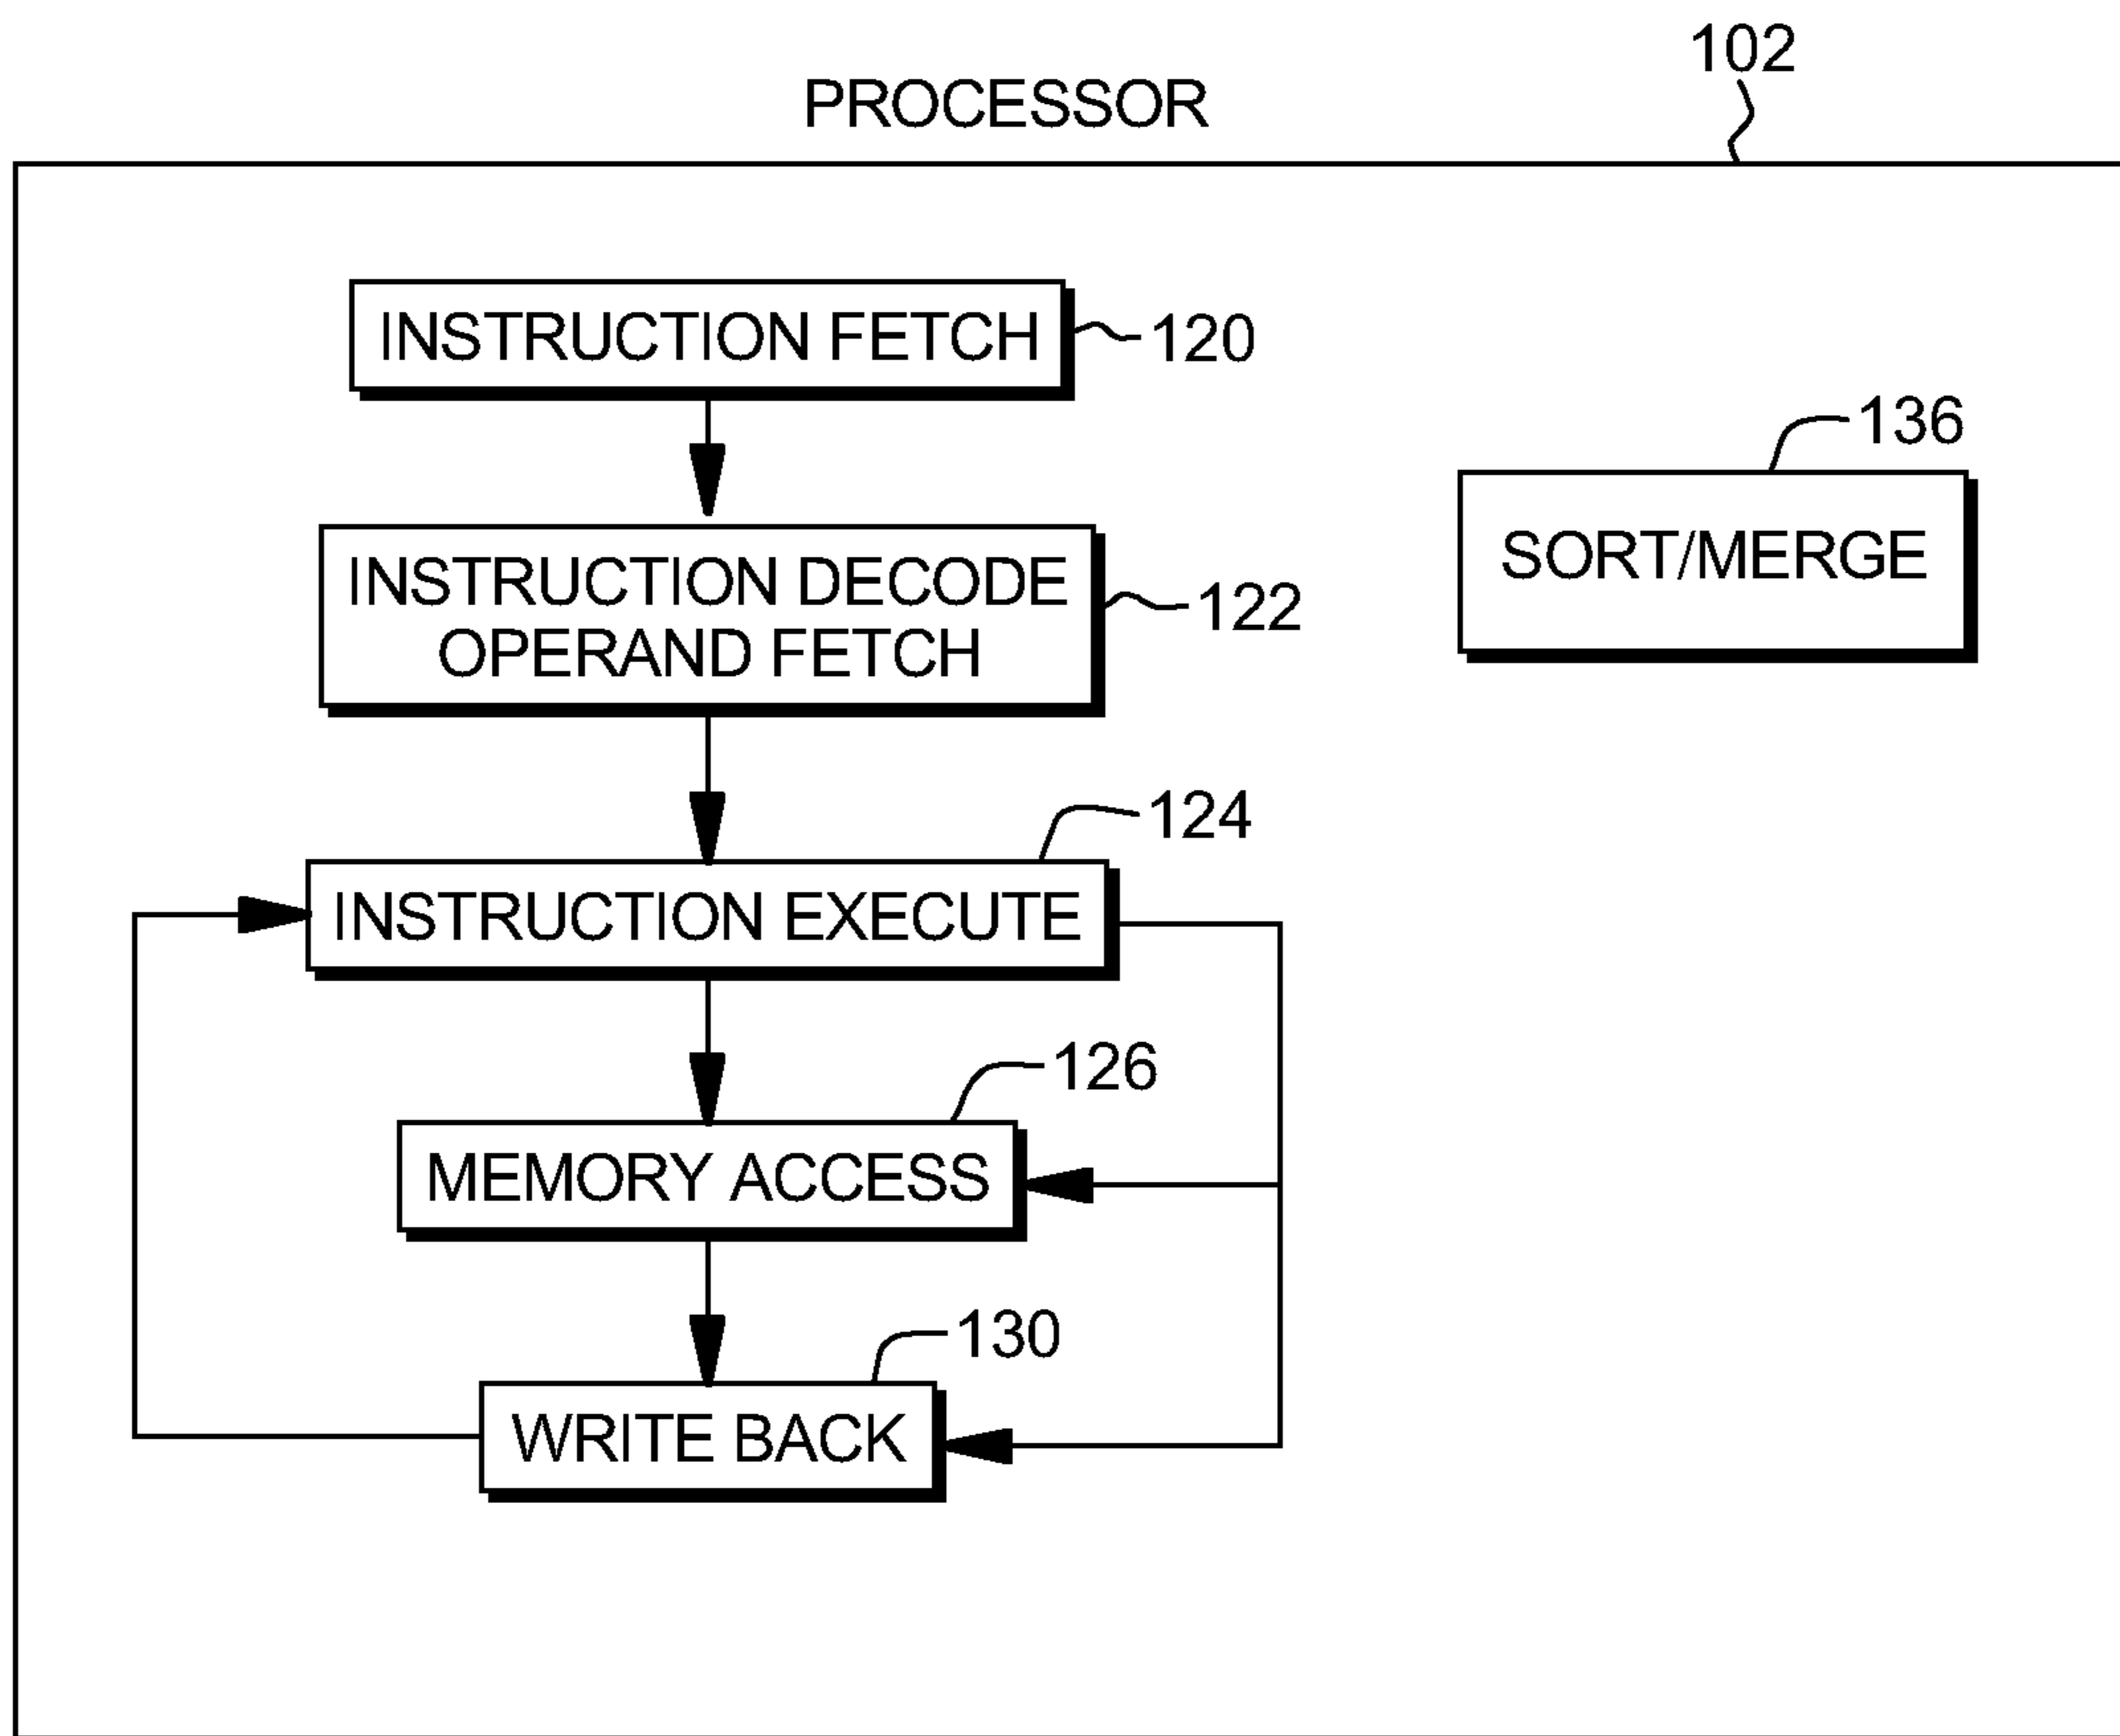 102
PROCESSOR
INSTRUCTION FETCH
120
136
SORT/MERGE
INSTRUCTION DECODE
OPERAND FETCH
122
124
INSTRUCTION EXECUTE
126
MEMORY ACCESS
130
WRITE BACK